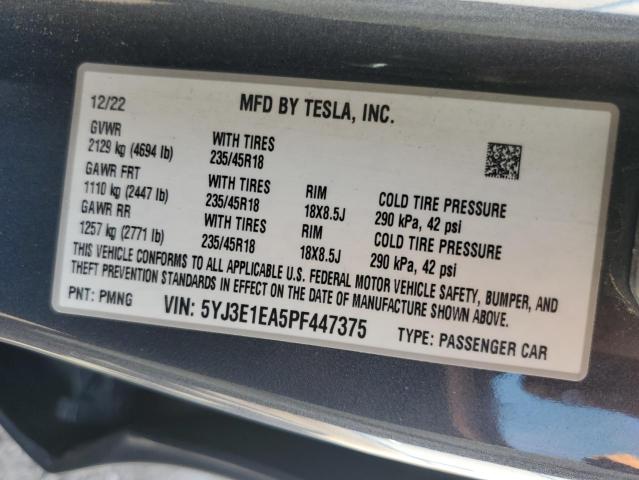 12/22 MFD BY TESLA, INC.
GVWR WITH TIRES
2129 kg (4694 lb) 235/45R18
GAWR FRT WITH TIRES RIM COLD TIRE PRESSURE
1110 kg (2447 lb) 235/45R18 18X8.5J 290 kPa, 42 psi
GAWR RR WITH TIRES RIM COLD TIRE PRESSURE
1257 kg (2771 lb) 235/45R18 18X8.5J 290 kPa, 42 psi
THIS VEHICLE CONFORMS TO ALL APPLICABLE U.S. FEDERAL MOTOR VEHICLE SAFETY, BUMPER, AND
THEFT PREVENTION STANDARDS IN EFFECT ON THE DATE OF MANUFACTURE SHOWN ABOVE.
PNT: PMNG VIN: 5YJ3E1EA5PF447375 TYPE: PASSENGER CAR